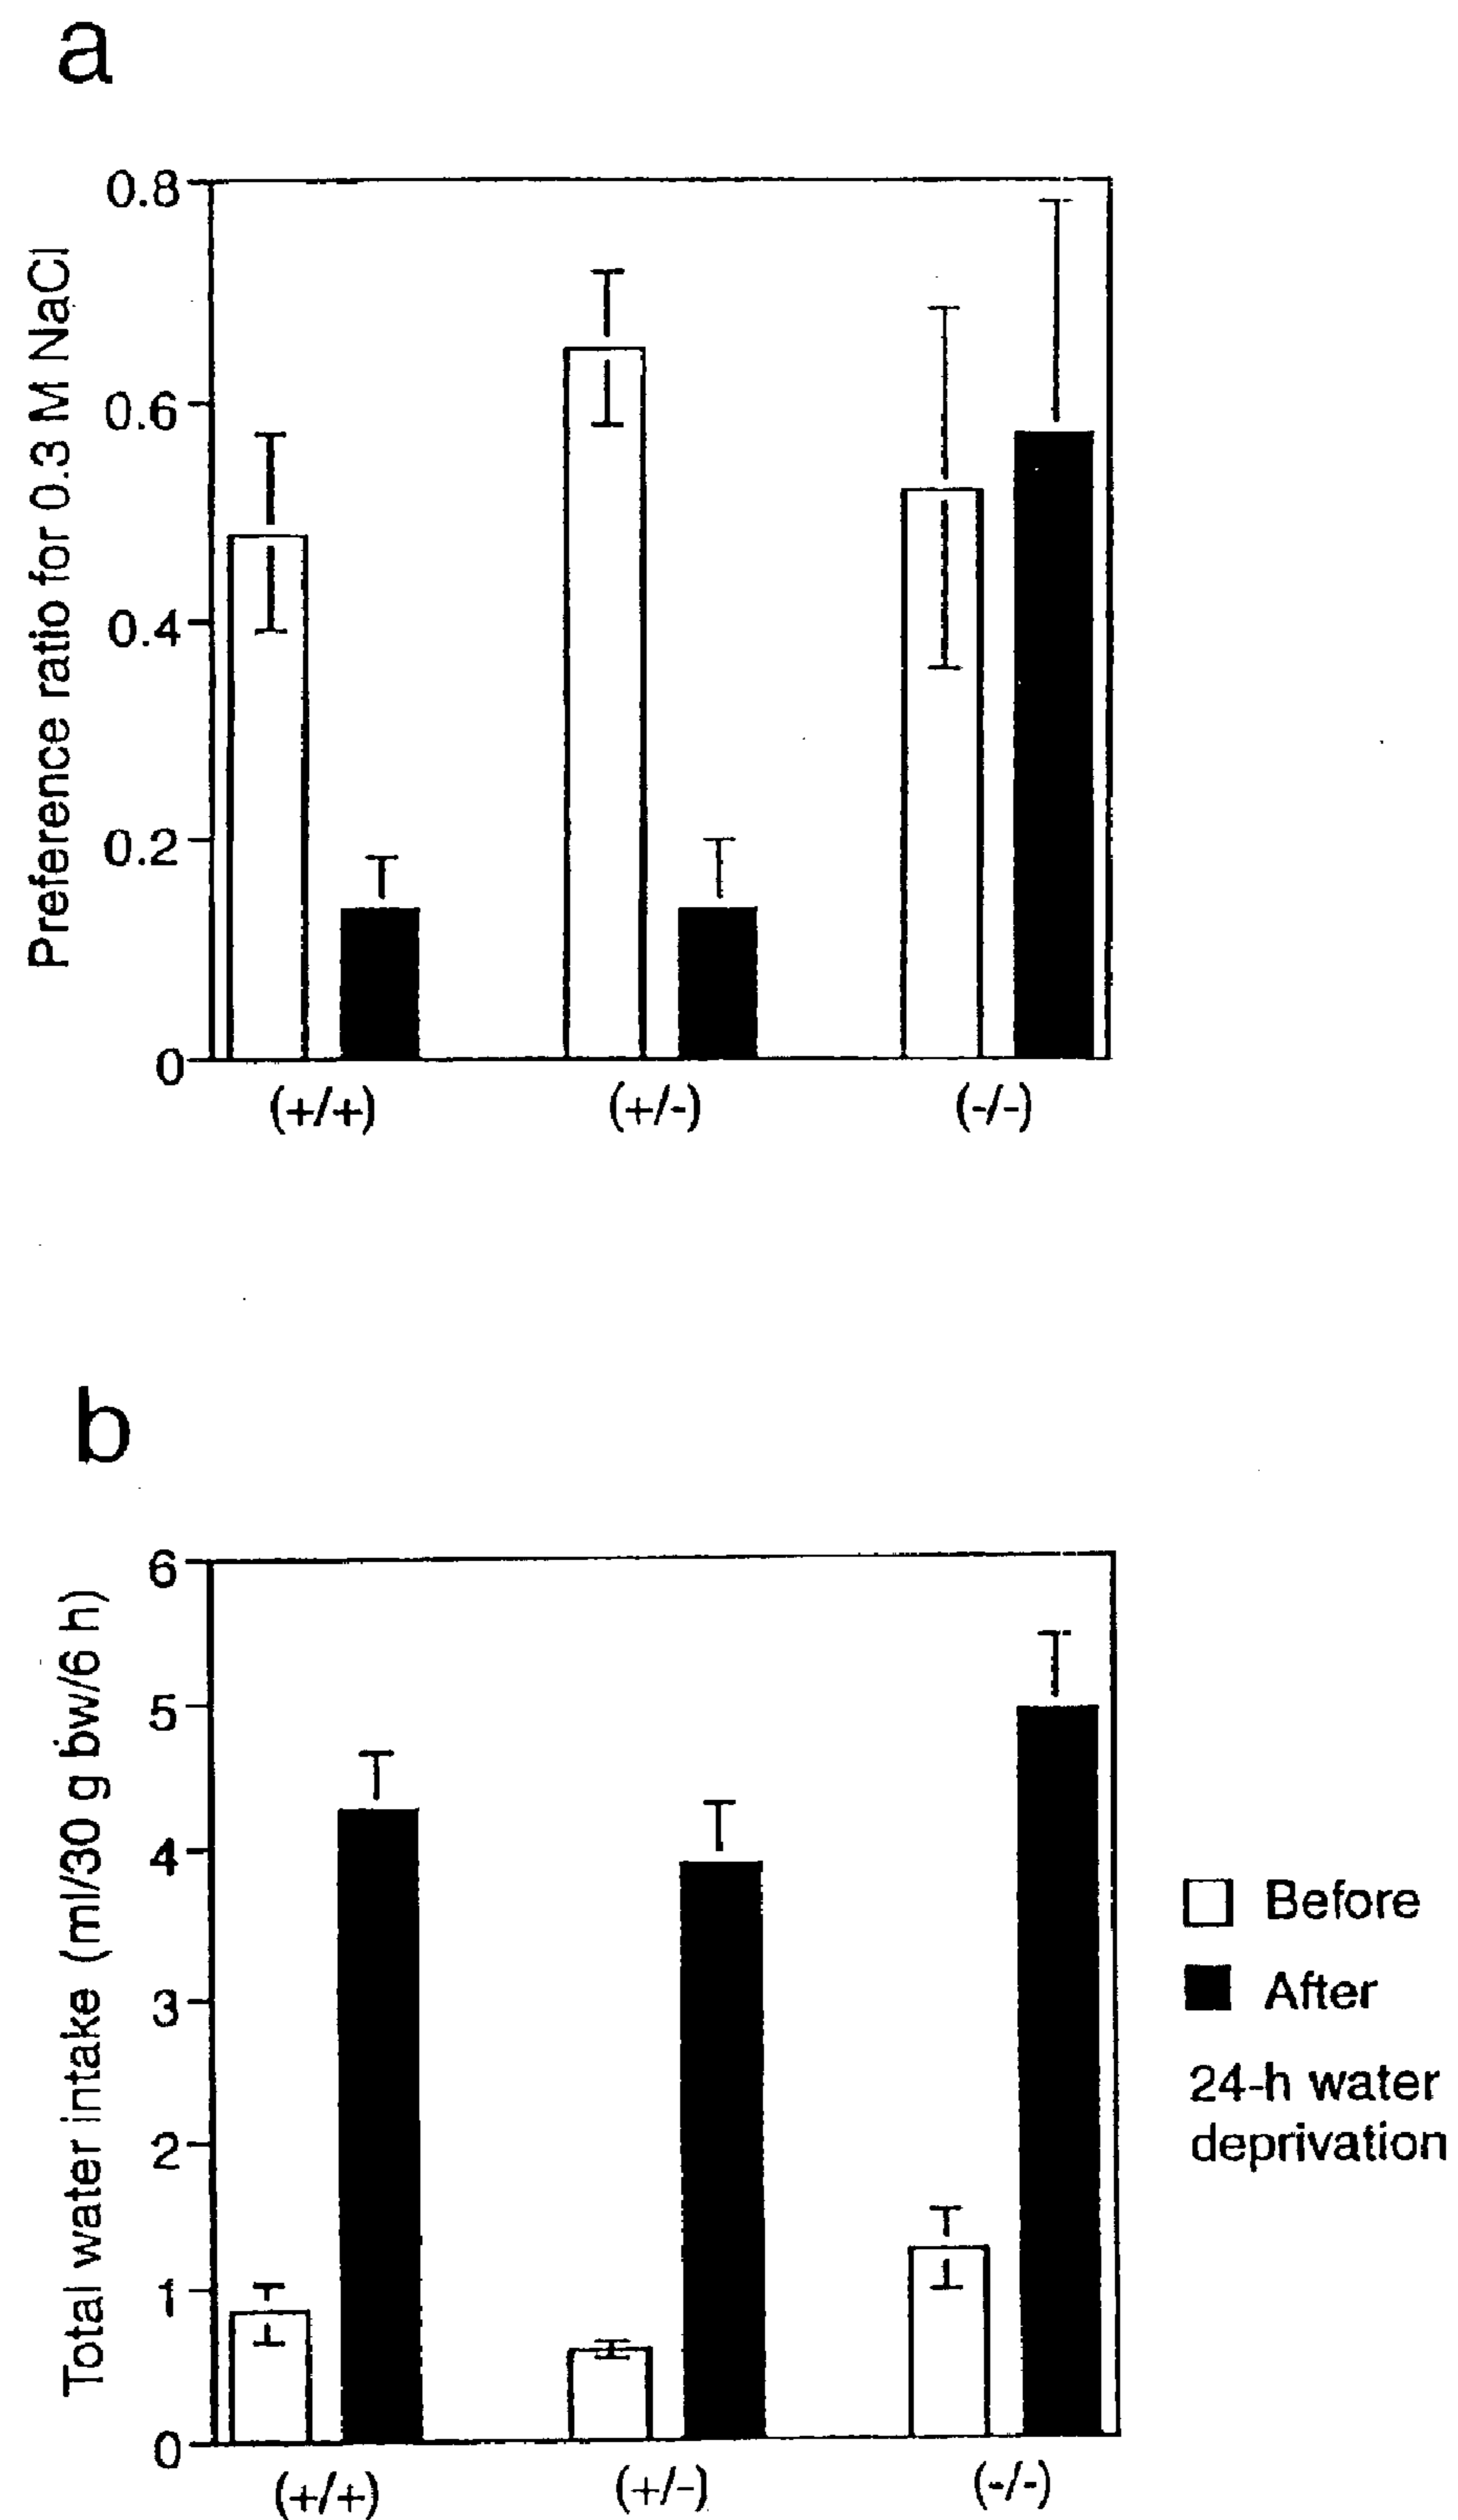 a
Preference ratio for 0.3 M NaCl
0.8
0.6
0.4
0.2
0
(+/+) (+/-) (-/-)
b
Total water intake (ml/30 g bw/6 h)
6
5
4
3
2
1
0
(+/+) (+/-) (-/-)
Before
After
24-h water
deprivation